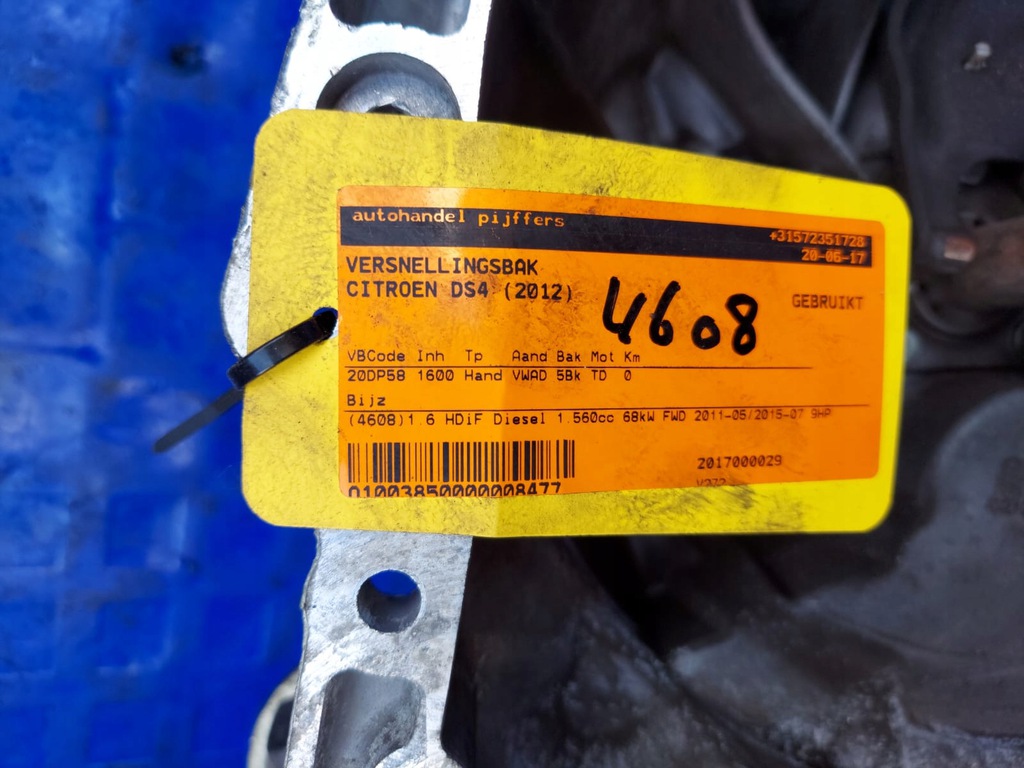 autohandel pijffers
+31572351728
20-06-17
VERSNELLINGSBAK
CITROEN DS4 (2012)
4608
GEBRUIKT
VBCode Inh Tp Aand Bak Mot Km
20DP58 1600 Hand VWAD 5Bk TD 0
Bijz
(4608)1.6 HDiF Diesel 1.560cc 68kW FWD 2011-05/2015-07 9HP
2017000029
0100385000008477